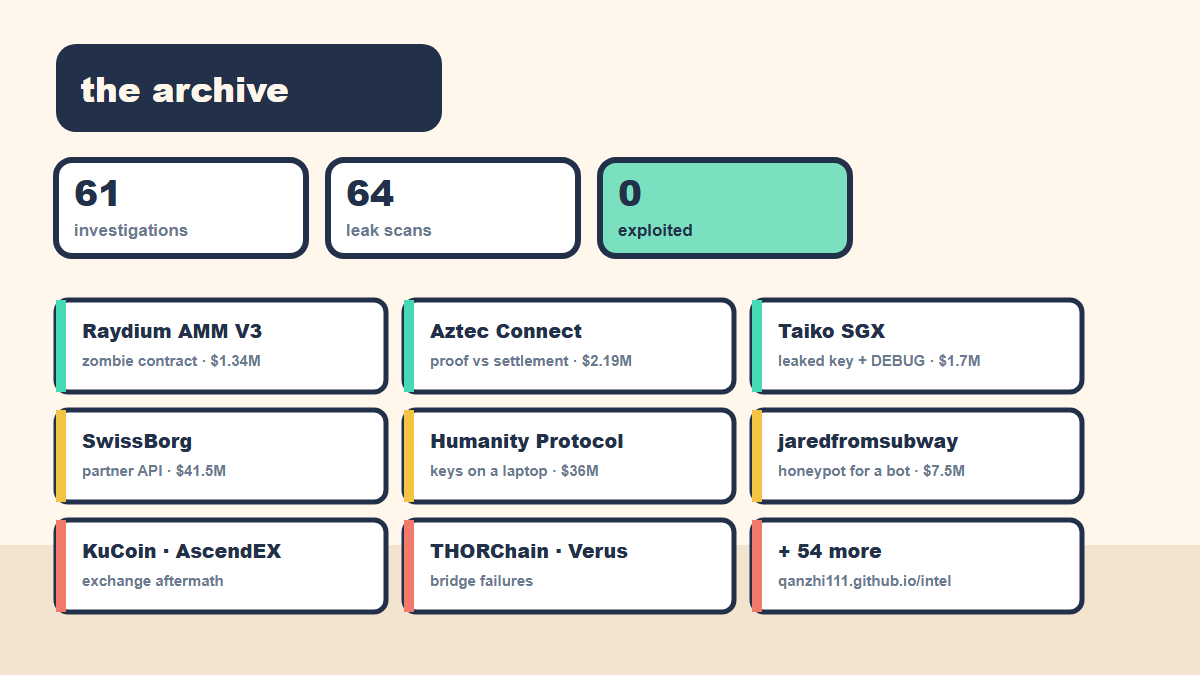 the archive
61
investigations
64
leak scans
0
exploited
Raydium AMM V3
zombie contract · $1.34M
Aztec Connect
proof vs settlement · $2.19M
Taiko SGX
leaked key + DEBUG · $1.7M
SwissBorg
partner API · $41.5M
Humanity Protocol
keys on a laptop · $36M
jaredfromsubway
honeypot for a bot · $7.5M
KuCoin · AscendEX
exchange aftermath
THORChain · Verus
bridge failures
+ 54 more
qanzhi111.github.io/intel